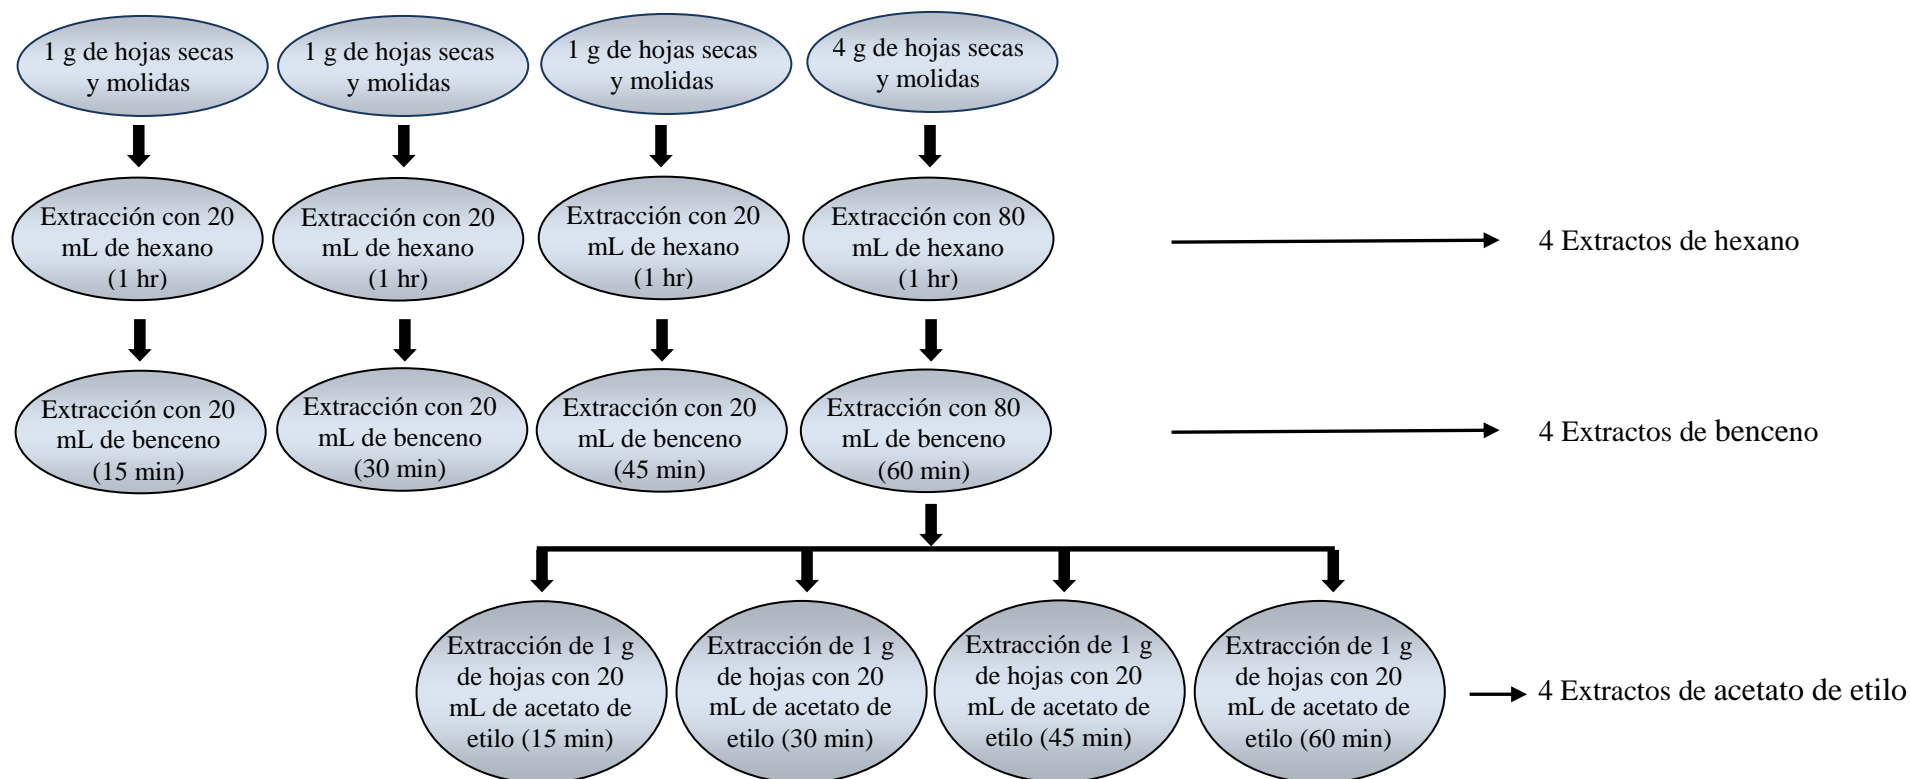 1 g de hojas secas
y molidas
1 g de hojas secas
y molidas
1 g de hojas secas
y molidas
4 g de hojas secas
y molidas
Extracción con 20
mL de hexano
(1 hr)
Extracción con 20
mL de hexano
(1 hr)
Extracción con 20
mL de hexano
(1 hr)
Extracción con 80
mL de hexano
(1 hr)
4 Extractos de hexano
Extracción con 20
mL de benceno
(15 min)
Extracción con 20
mL de benceno
(30 min)
Extracción con 20
mL de benceno
(45 min)
Extracción con 80
mL de benceno
(60 min)
4 Extractos de benceno
Extracción de 1 g
de hojas con 20
mL de acetato de
etilo (15 min)
Extracción de 1 g
de hojas con 20
mL de acetato de
etilo (30 min)
Extracción de 1 g
de hojas con 20
mL de acetato de
etilo (45 min)
Extracción de 1 g
de hojas con 20
mL de acetato de
etilo (60 min)
4 Extractos de acetato de etilo